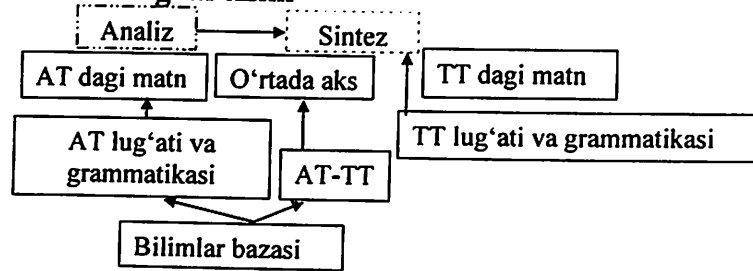 Analiz
Sintez
AT dagi matn
O‘rtada aks
TT dagi matn
AT lug‘ati va
grammatikasi
AT-TT
TT lug‘ati va grammatikasi
Bilimlar bazasi